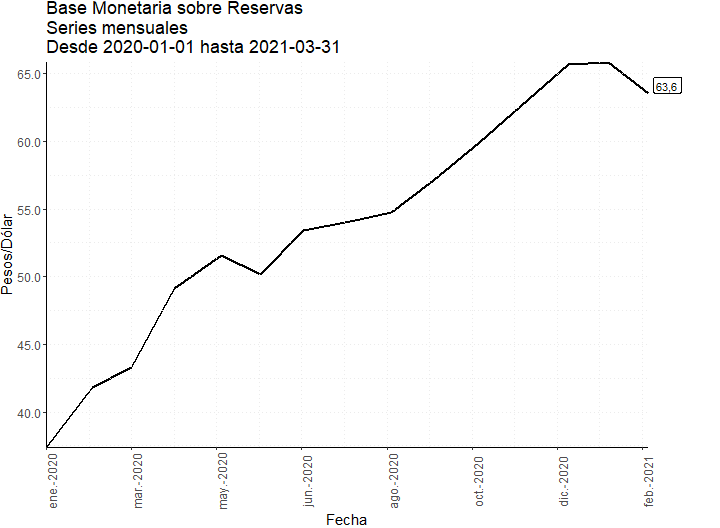 Base Monetaria sobre Reservas
Series mensuales
Desde 2020-01-01 hasta 2021-03-31
Pesos/Dólar
65.0
60.0
55.0
50.0
45.0
40.0
63,6
ene.-2020
mar.-2020
may.-2020
jun.-2020
ago.-2020
oct.-2020
dic.-2020
feb.-2021
Fecha